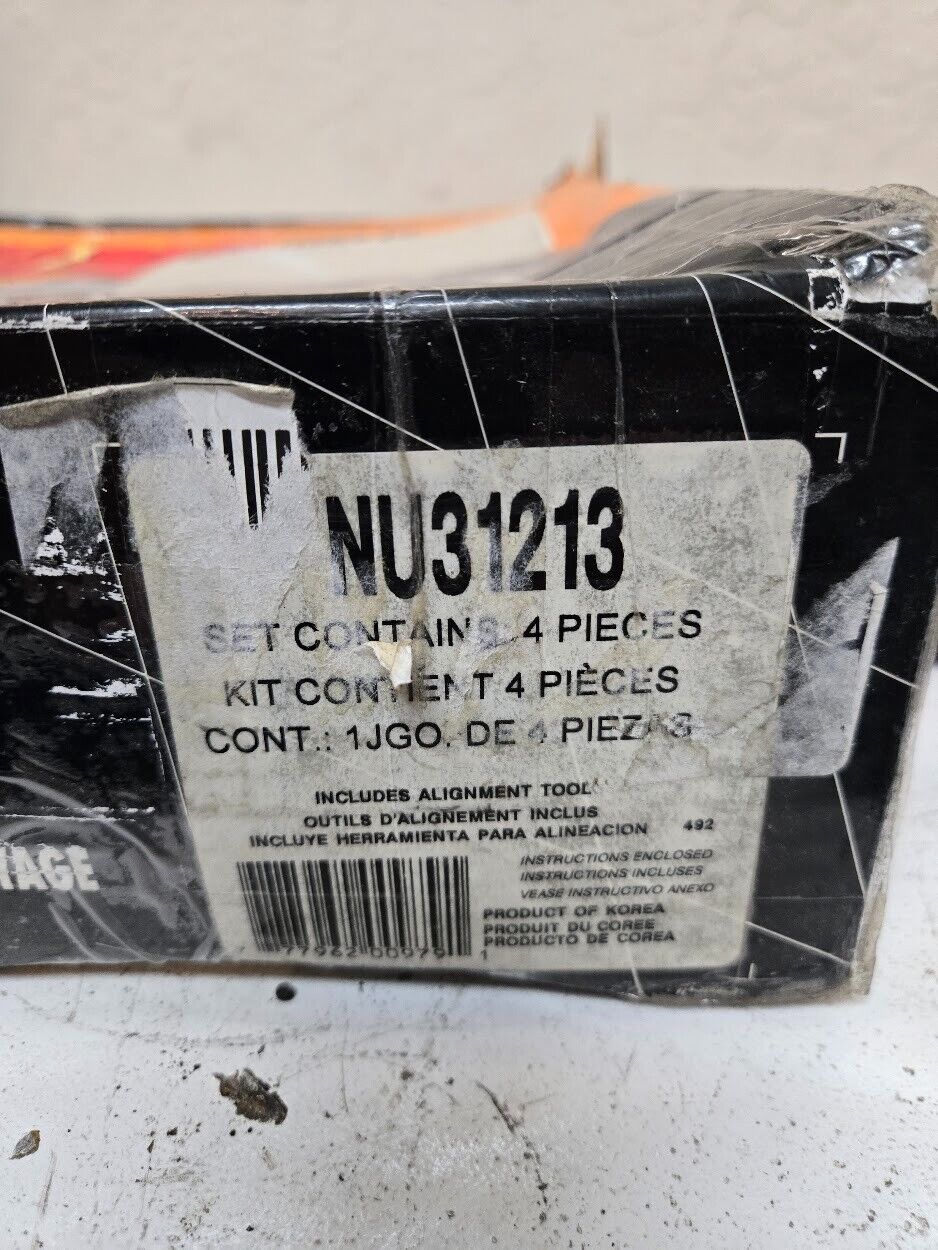 NU31213
SET CONTAINS 4 PIECES
KIT CONTIENT 4 PIÈCES
CONT.: 1JGO. DE 4 PIEZAS
INCLUDES ALIGNMENT TOOL
OUTILS D'ALIGNEMENT INCLUS
INCLUYE HERRAMIENTA PARA ALINEACION 492
INSTRUCTIONS ENCLOSED
INSTRUCTIONS INCLUSES
VEASE INSTRUCTIVO ANEXO
PRODUCT OF KOREA
PRODUIT DU COREE
PRODUCTO DE COREA
TAGE
1